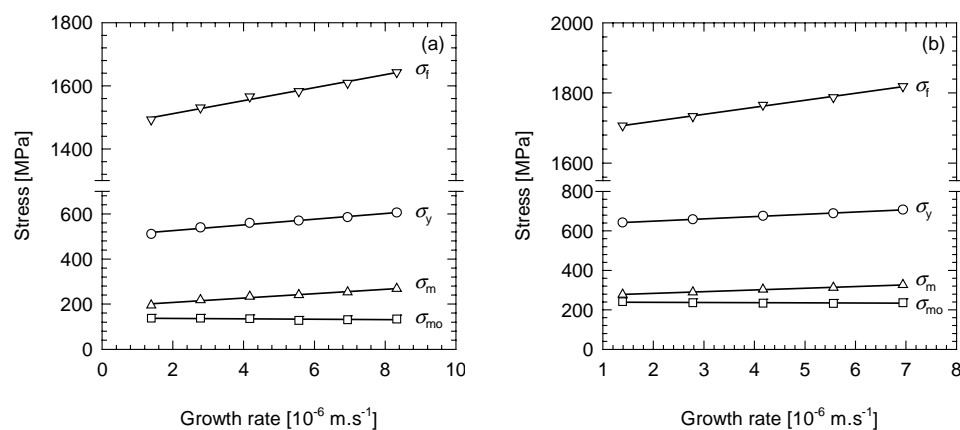 1800
(a)
σf
1600
1400
Stress [MPa]
600
σy
400
200
σm
σmo
0
0 2 4 6 8 10
Growth rate [10-6 m.s-1]
2000
(b)
σf
1800
1600
Stress [MPa]
800
σy
600
400
σm
200
σmo
0
1 2 3 4 5 6 7 8
Growth rate [10-6 m.s-1]